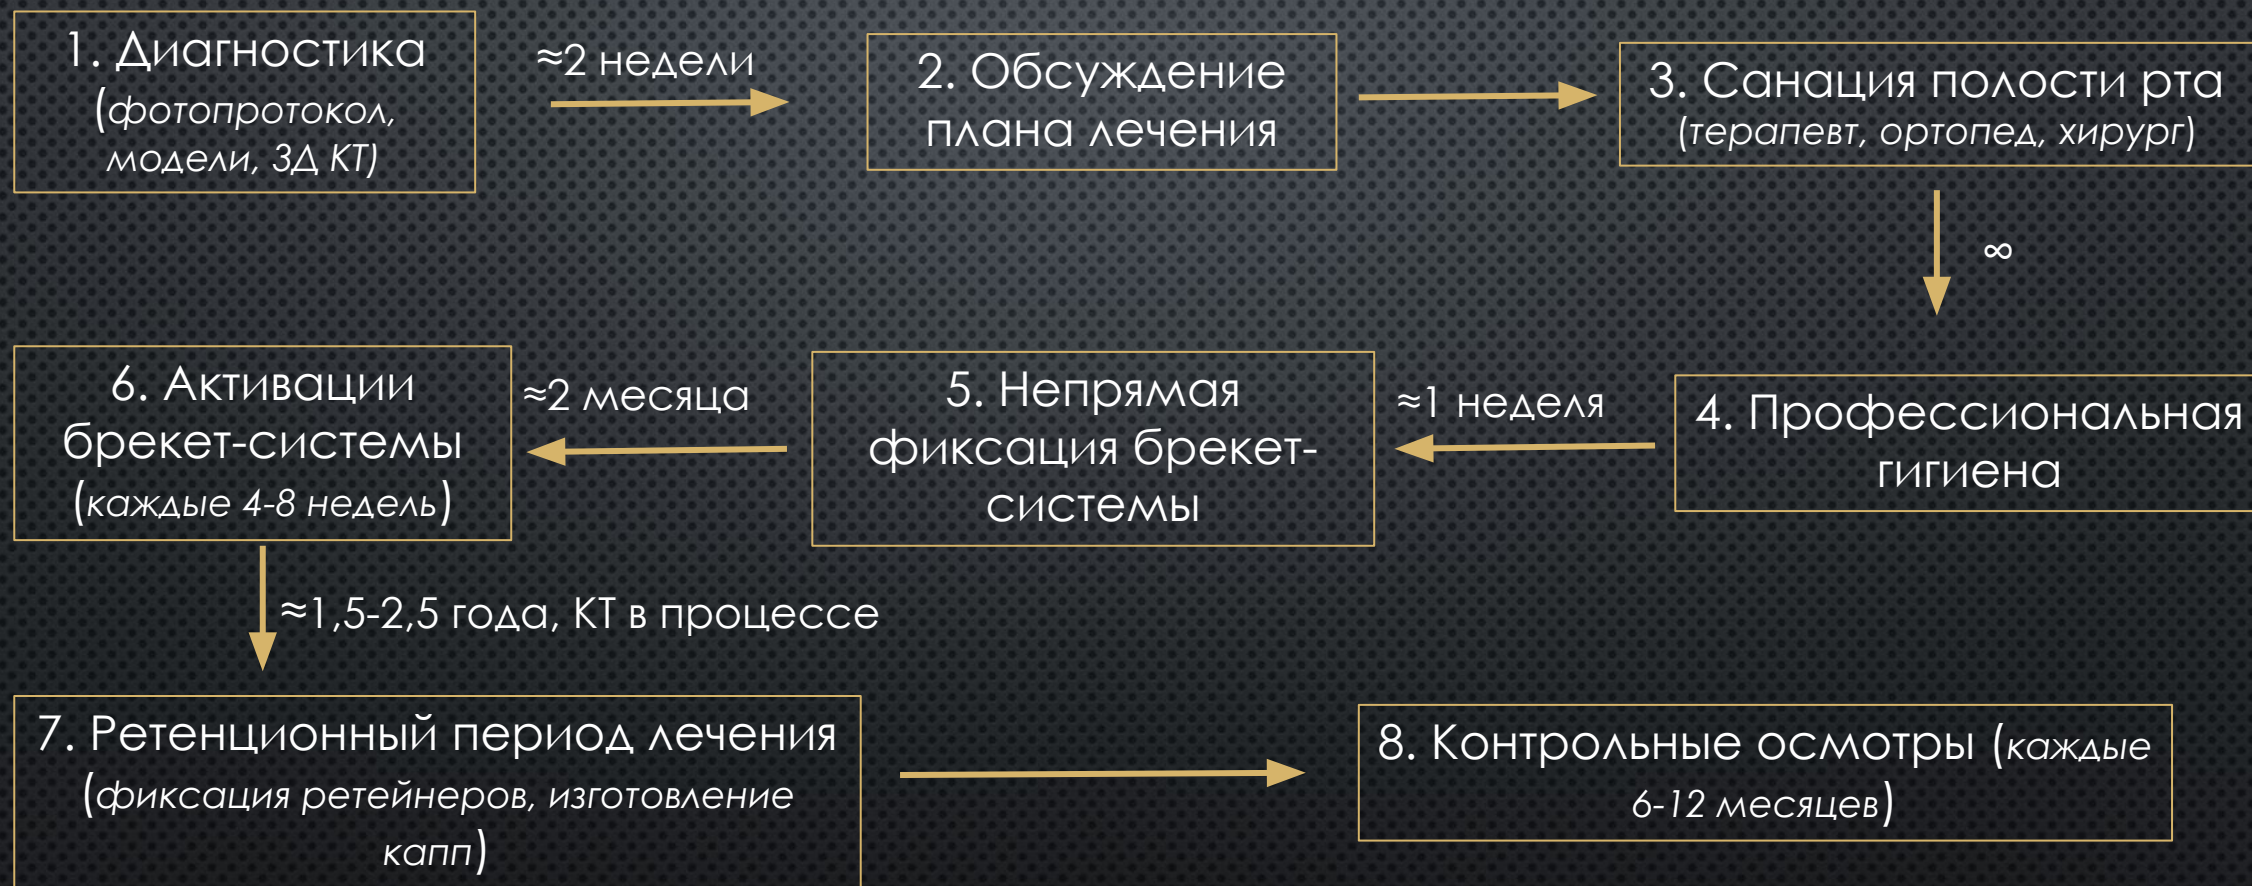 1. Диагностика
(фотопротокол,
модели, 3Д КТ)
≈2 недели
2. Обсуждение
плана лечения
3. Санация полости рта
(терапевт, ортопед, хирург)
∞
4. Профессиональная
гигиена
≈1 неделя
5. Непрямая
фиксация брекет-
системы
≈2 месяца
6. Активации
брекет-системы
(каждые 4-8 недель)
≈1,5-2,5 года, КТ в процессе
7. Ретенционный период лечения
(фиксация ретейнеров, изготовление
капп)
8. Контрольные осмотры (каждые
6-12 месяцев)